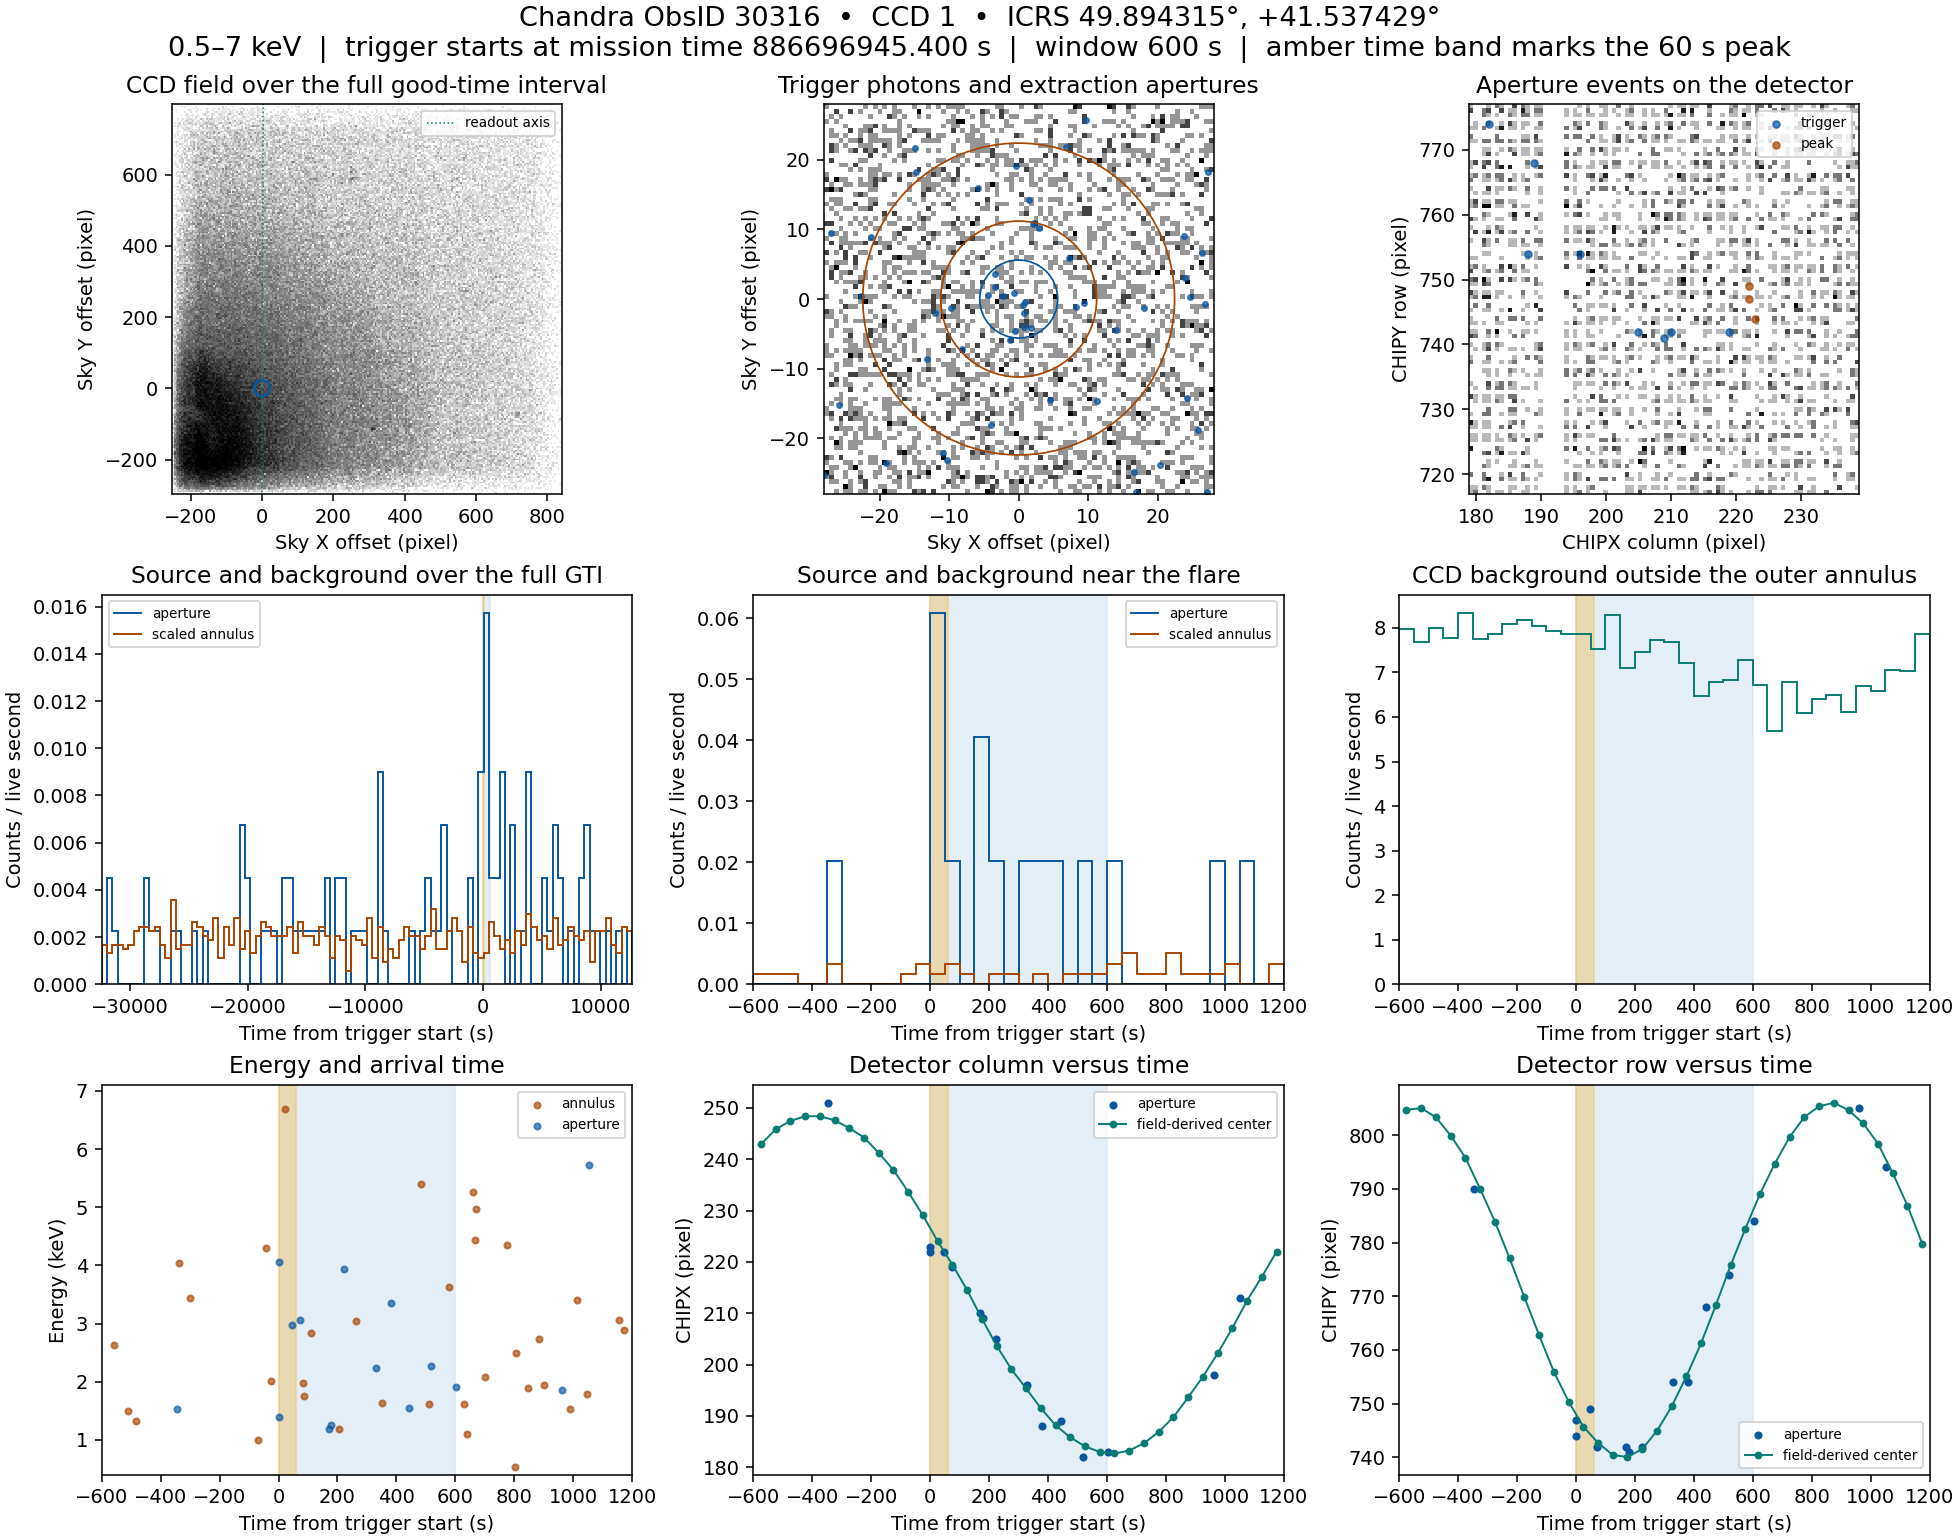 Chandra ObsID 30316 • CCD 1 • ICRS 49.894315°, +41.537429°
0.5–7 keV | trigger starts at mission time 886696945.400 s | window 600 s | amber time band marks the 60 s peak
CCD field over the full good-time interval
readout axis
Sky Y offset (pixel)
600
400
200
0
−200
−200 0 200 400 600 800
Sky X offset (pixel)
Trigger photons and extraction apertures
Sky Y offset (pixel)
20
10
0
−10
−20
−20 −10 0 10 20
Sky X offset (pixel)
Aperture events on the detector
trigger
peak
CHIPY row (pixel)
770
760
750
740
730
720
180 190 200 210 220 230
CHIPX column (pixel)
Source and background over the full GTI
aperture
scaled annulus
Counts / live second
0.016
0.014
0.012
0.010
0.008
0.006
0.004
0.002
0.000
−30000 −20000 −10000 0 10000
Time from trigger start (s)
Source and background near the flare
aperture
scaled annulus
Counts / live second
0.06
0.05
0.04
0.03
0.02
0.01
0.00
−600 −400 −200 0 200 400 600 800 1000 1200
Time from trigger start (s)
CCD background outside the outer annulus
Counts / live second
8
7
6
5
4
3
2
1
0
−600 −400 −200 0 200 400 600 800 1000 1200
Time from trigger start (s)
Energy and arrival time
annulus
aperture
Energy (keV)
7
6
5
4
3
2
1
−600 −400 −200 0 200 400 600 800 1000 1200
Time from trigger start (s)
Detector column versus time
aperture
field-derived center
CHIPX (pixel)
250
240
230
220
210
200
190
180
−600 −400 −200 0 200 400 600 800 1000 1200
Time from trigger start (s)
Detector row versus time
aperture
field-derived center
CHIPY (pixel)
800
790
780
770
760
750
740
−600 −400 −200 0 200 400 600 800 1000 1200
Time from trigger start (s)